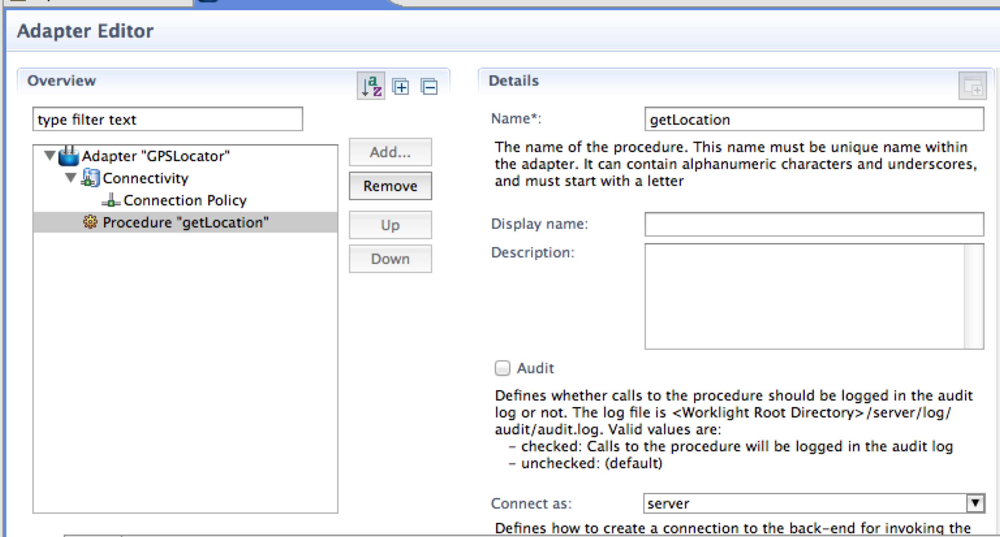 Adapter Editor
Overview
type filter text
Adapter "GPSLocator"
Connectivity
Connection Policy
Procedure "getLocation"
Add...
Remove
Up
Down
Details
Name*:
getLocation
The name of the procedure. This name must be unique name within
the adapter. It can contain alphanumeric characters and underscores,
and must start with a letter
Display name:
Description:
Audit
Defines whether calls to the procedure should be logged in the audit
log or not. The log file is <Worklight Root Directory>/server/log/
audit/audit.log. Valid values are:
– checked: Calls to the procedure will be logged in the audit log
– unchecked: (default)
Connect as:
server
Defines how to create a connection to the back-end for invoking the